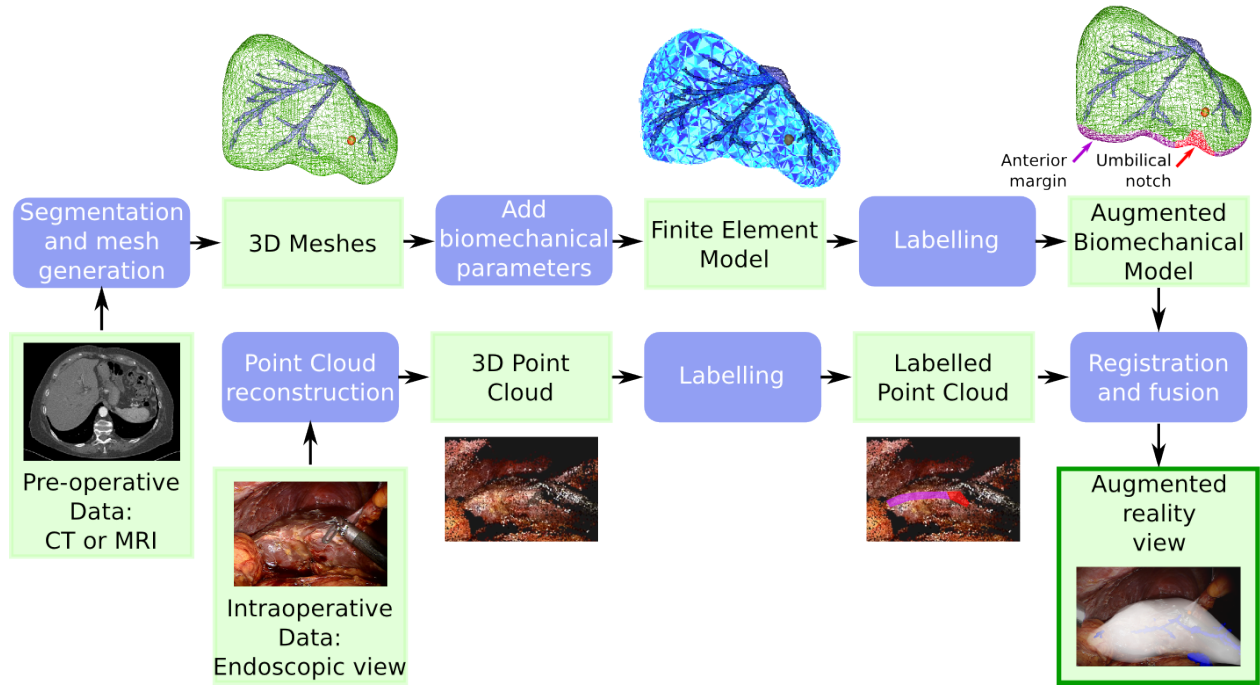 Anterior
margin
Umbilical
notch
Segmentation
and mesh
generation
3D Meshes
Add
biomechanical
parameters
Finite Element
Model
Labelling
Augmented
Biomechanical
Model
Pre-operative
Data:
CT or MRI
Point Cloud
reconstruction
3D Point
Cloud
Labelling
Labelled
Point Cloud
Registration
and fusion
Intraoperative
Data:
Endoscopic view
Augmented
reality
view